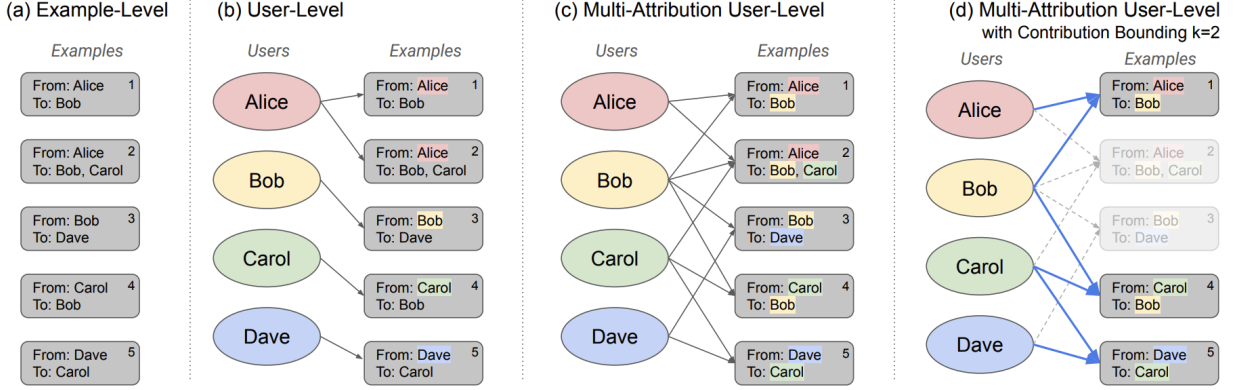 (a) Example-Level
Examples
From: Alice 1
To: Bob
From: Alice 2
To: Bob, Carol
From: Bob 3
To: Dave
From: Carol 4
To: Bob
From: Dave 5
To: Carol
(b) User-Level
Users Examples
Alice
Bob
Carol
Dave
From: Alice 1
To: Bob
From: Alice 2
To: Bob, Carol
From: Bob 3
To: Dave
From: Carol 4
To: Bob
From: Dave 5
To: Carol
(c) Multi-Attribution User-Level
Users Examples
Alice
Bob
Carol
Dave
From: Alice 1
To: Bob
From: Alice 2
To: Bob, Carol
From: Bob 3
To: Dave
From: Carol 4
To: Bob
From: Dave 5
To: Carol
(d) Multi-Attribution User-Level
with Contribution Bounding k=2
Users Examples
Alice
Bob
Carol
Dave
From: Alice 1
To: Bob
From: Alice 2
To: Bob, Carol
From: Bob 3
To: Dave
From: Carol 4
To: Bob
From: Dave 5
To: Carol